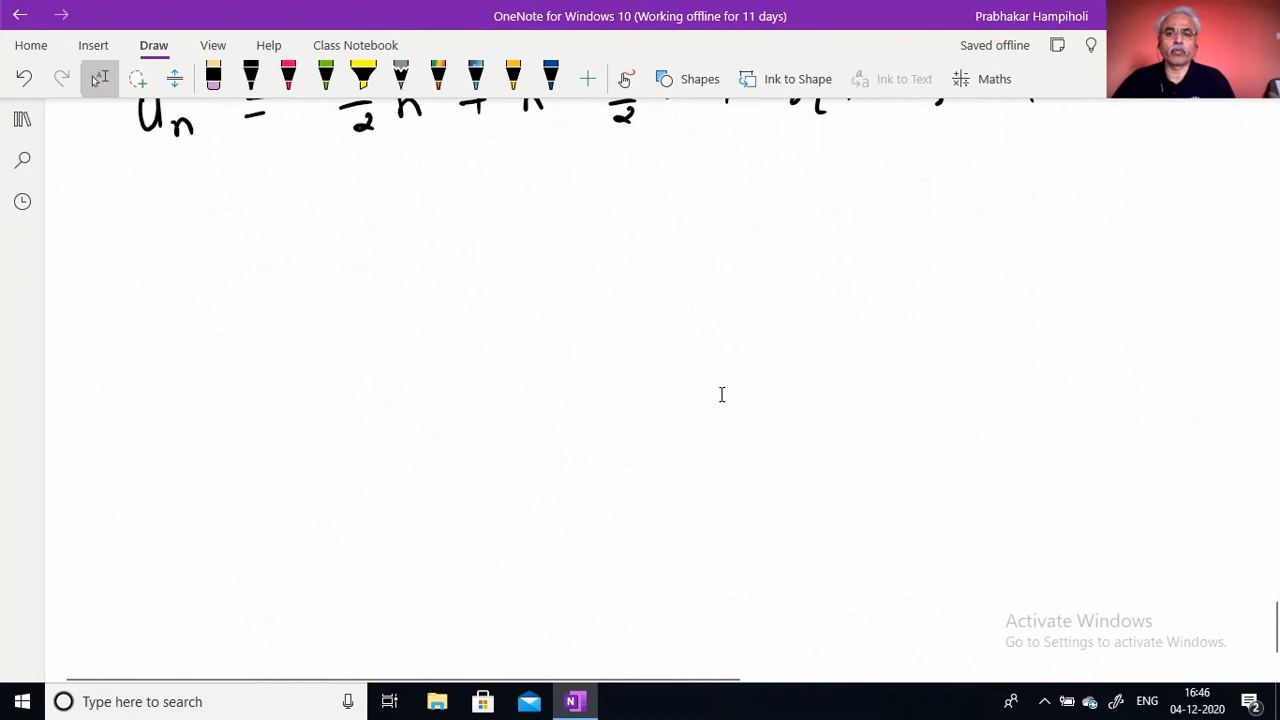 OneNote for Windows 10 (Working offline for 11 days)
Prabhakar Hampiholi
Home Insert Draw View Help Class Notebook
Saved offline
Shapes Ink to Shape Ink to Text Maths
Activate Windows
Go to Settings to activate Windows.
Type here to search
ENG
16:46
04-12-2020
2